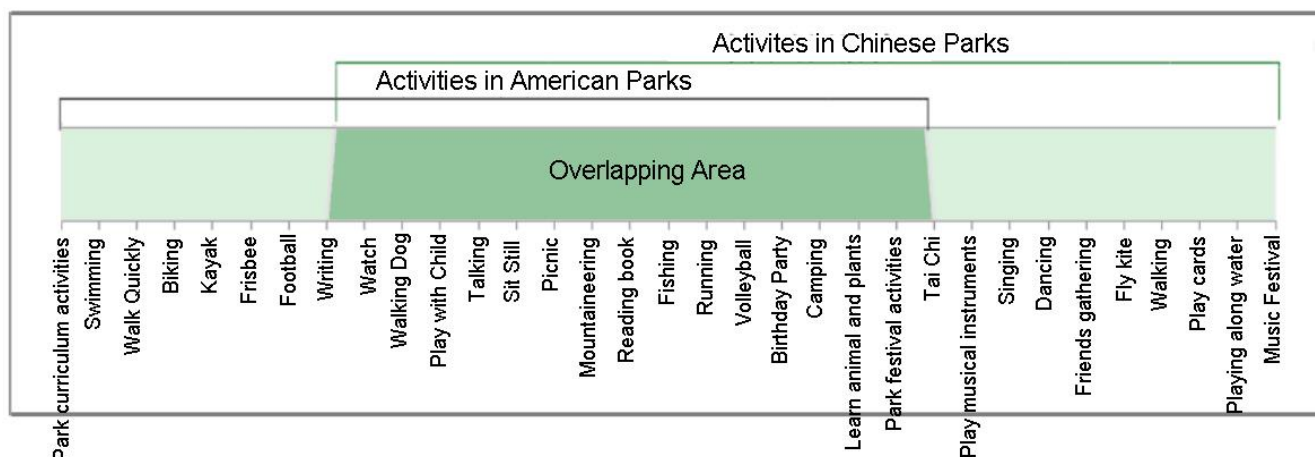 Activites in Chinese Parks
Activities in American Parks
Overlapping Area
Park curriculum activities
Swimming
Walk Quickly
Biking
Kayak
Frisbee
Football
Writing
Watch
Walking Dog
Play with Child
Talking
Sit Still
Picnic
Mountaineering
Reading book
Fishing
Running
Volleyball
Birthday Party
Camping
Learn animal and plants
Park festival activities
Tai Chi
Play musical instruments
Singing
Dancing
Friends gathering
Fly kite
Walking
Play cards
Playing along water
Music Festival